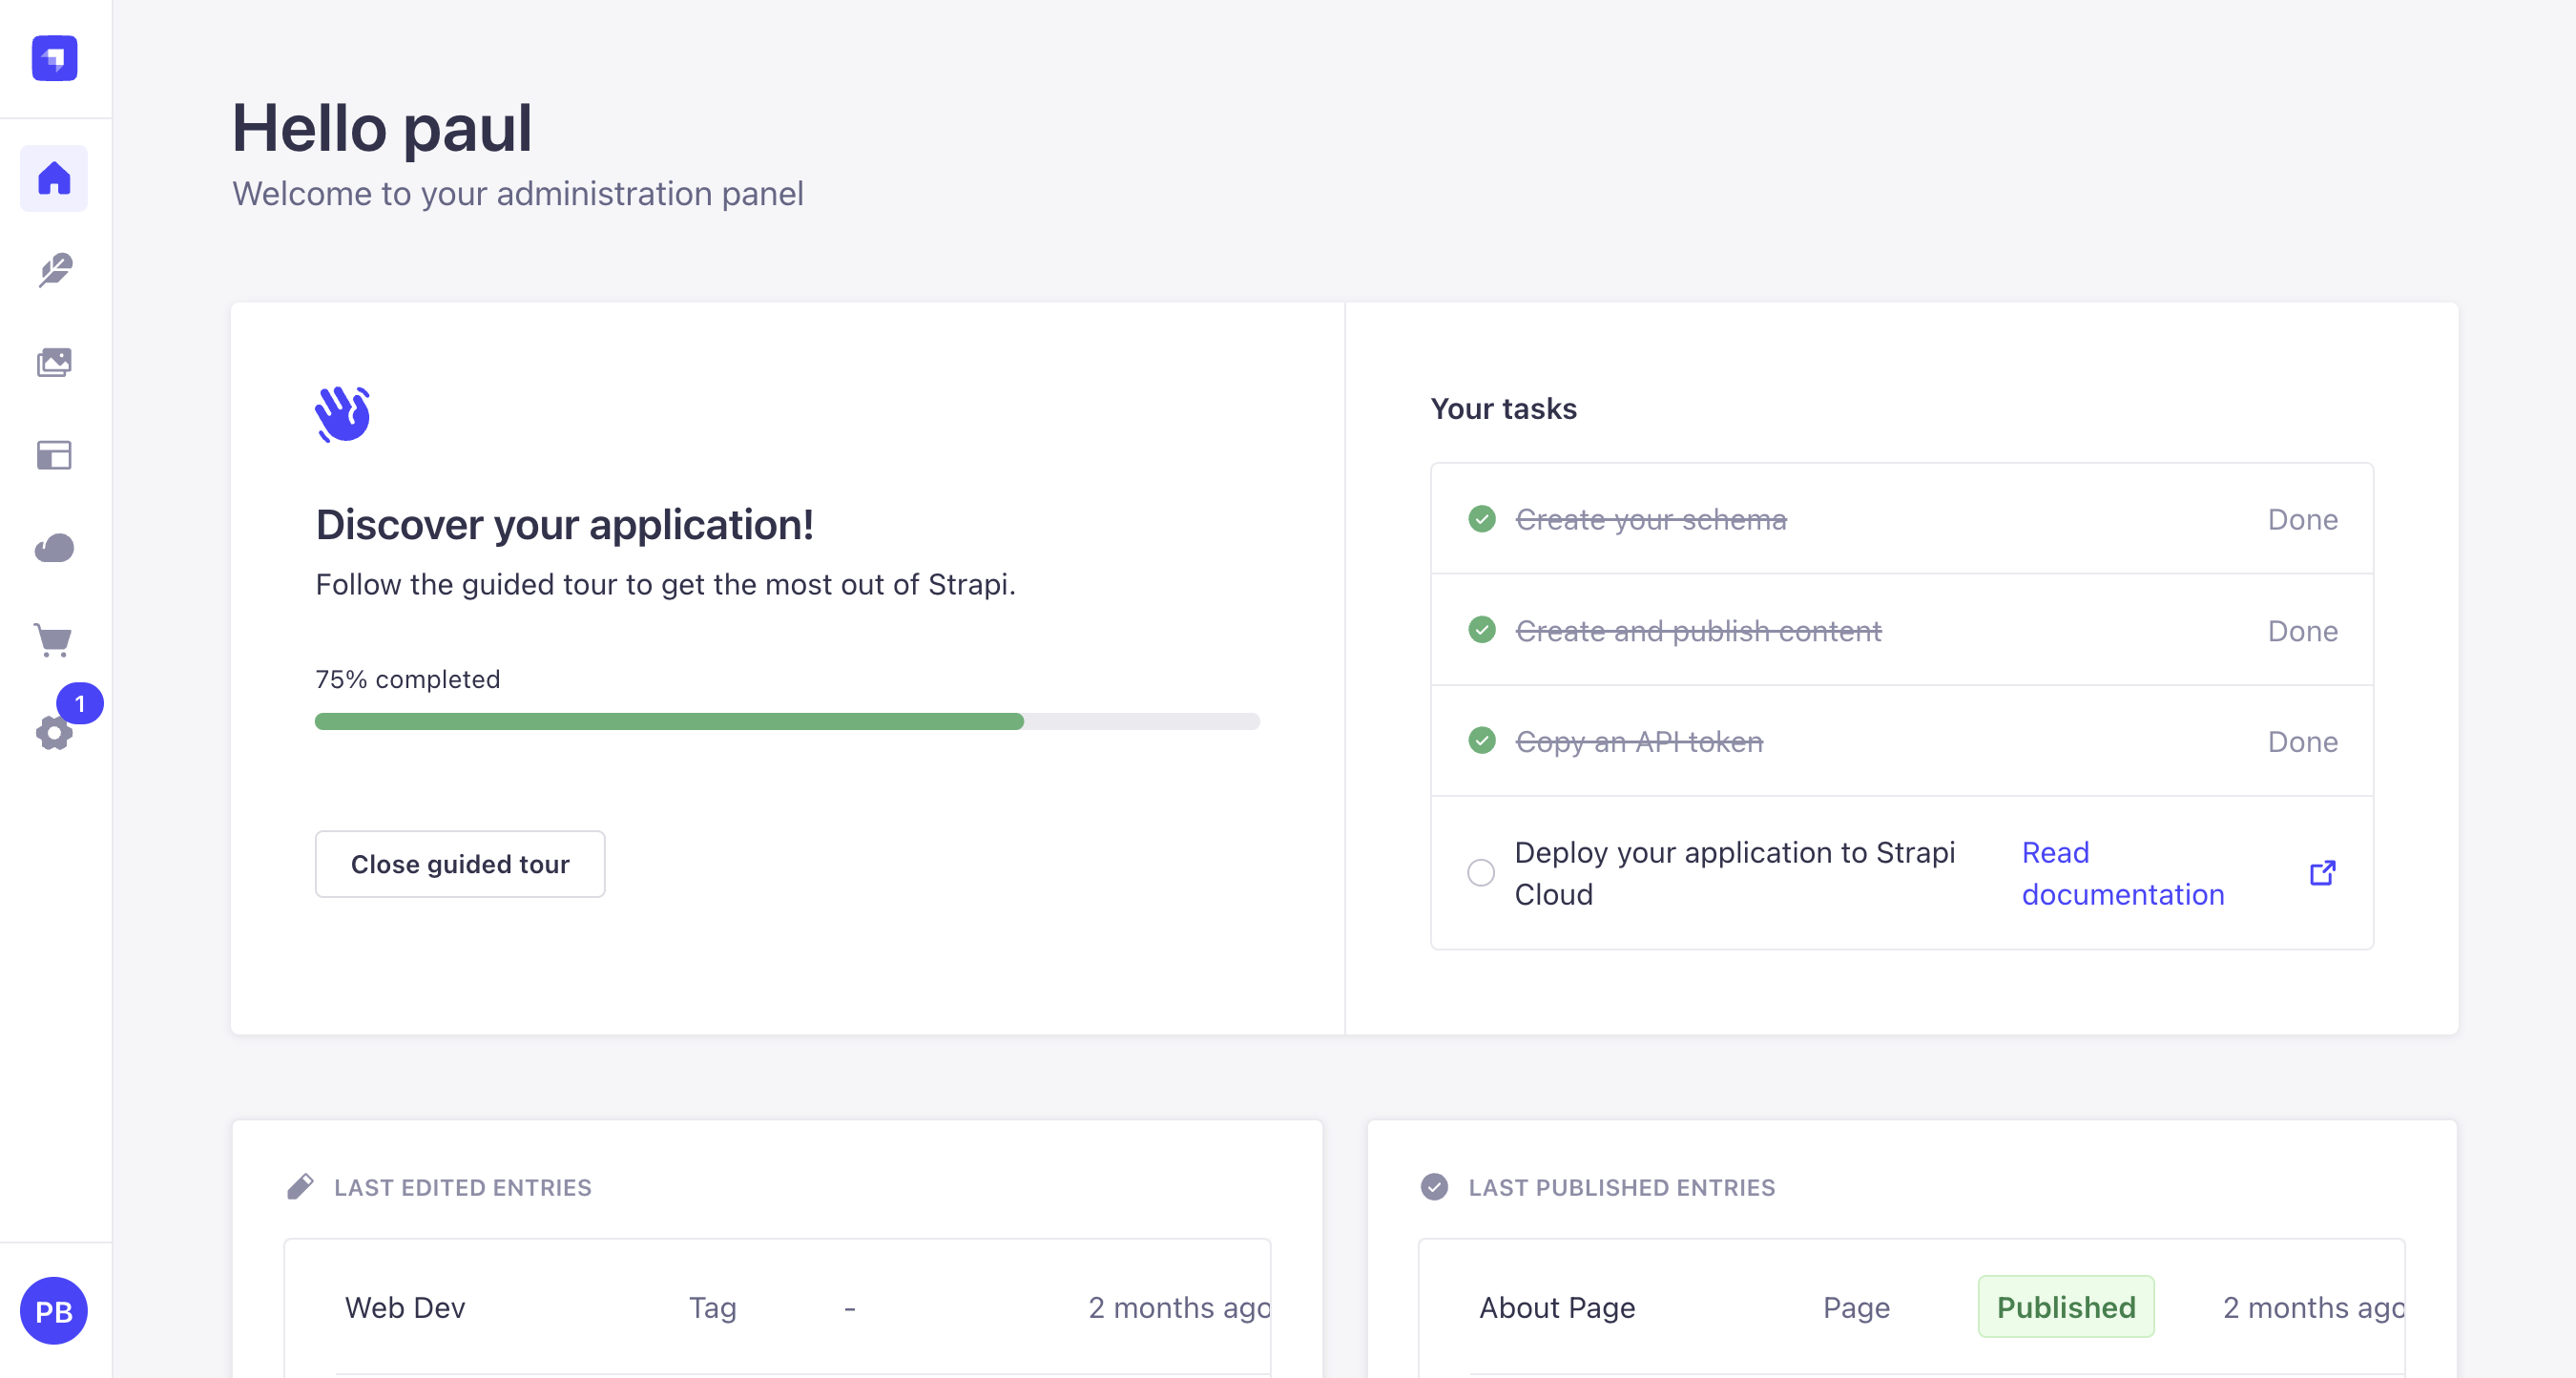 Hello paul
Welcome to your administration panel
Discover your application!
Follow the guided tour to get the most out of Strapi.
75% completed
Close guided tour
Your tasks
Create your schema Done
Create and publish content Done
Copy an API token Done
Deploy your application to Strapi
Cloud
Read
documentation
1
LAST EDITED ENTRIES
Web Dev Tag - 2 months ago
LAST PUBLISHED ENTRIES
About Page Page Published 2 months ago
PB